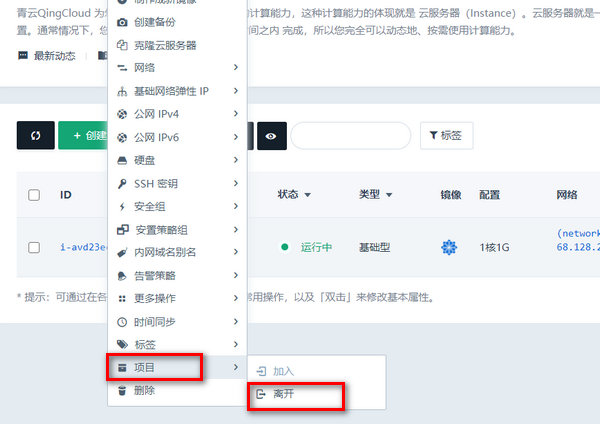 青云QingCloud 为
计算能力，这种计算能力的体现就是 云服务器（Instance）。云服务器就是一
置。通常情况下，您
间之内 完成，所以您完全可以动态地、按需使用计算能力。
最新动态
创建备份
克隆云服务器
网络
基础网络弹性 IP
公网 IPv4
公网 IPv6
硬盘
SSH 密钥
安全组
安置策略组
内网域名别名
告警策略
更多操作
时间同步
标签
项目
删除
加入
离开
+ 创建
标签
ID 状态 类型 镜像 配置 网络
i-avd23e 运行中 基础型 1核1G (network
68.128.2
* 提示：可通过在各
常用操作，以及「双击」来修改基本属性。